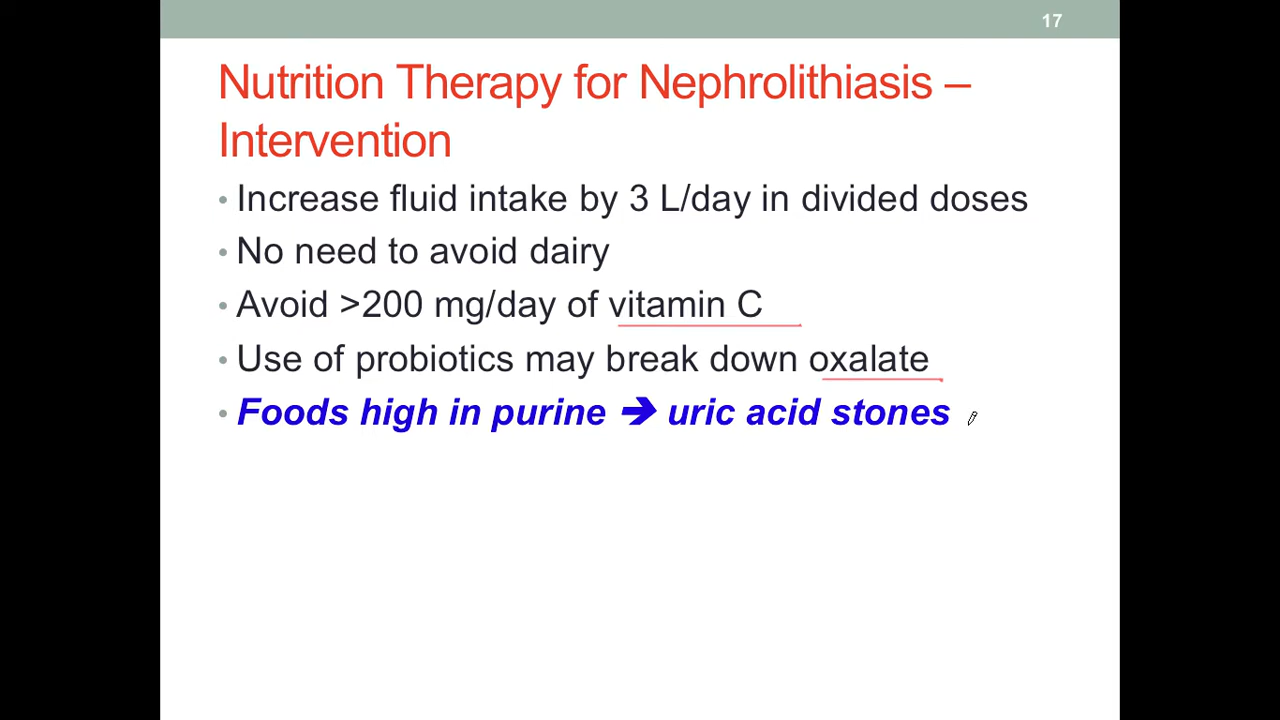 17
Nutrition Therapy for Nephrolithiasis –
Intervention
• Increase fluid intake by 3 L/day in divided doses
• No need to avoid dairy
• Avoid >200 mg/day of vitamin C
• Use of probiotics may break down oxalate
• Foods high in purine → uric acid stones